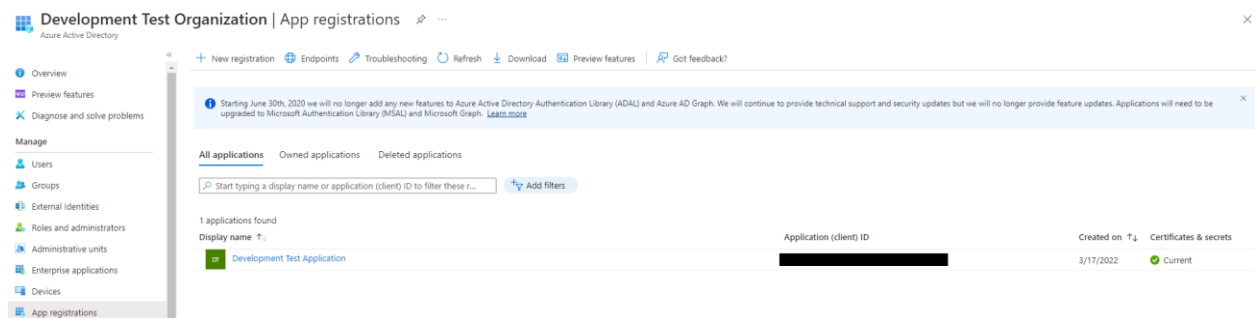 Development Test Organization | App registrations
Azure Active Directory
Overview
Preview features
Diagnose and solve problems
Manage
Users
Groups
External Identities
Roles and administrators
Administrative units
Enterprise applications
Devices
App registrations
New registration Endpoints Troubleshooting Refresh Download Preview features Got feedback?
Starting June 30th, 2020 we will no longer add any new features to Azure Active Directory Authentication Library (ADAL) and Azure AD Graph. We will continue to provide technical support and security updates but we will no longer provide feature updates. Applications will need to be
upgraded to Microsoft Authentication Library (MSAL) and Microsoft Graph. Learn more
All applications Owned applications Deleted applications
Start typing a display name or application (client) ID to filter these r... Add filters
1 applications found
Display name Application (client) ID Created on Certificates & secrets
DT Development Test Application 3/17/2022 Current